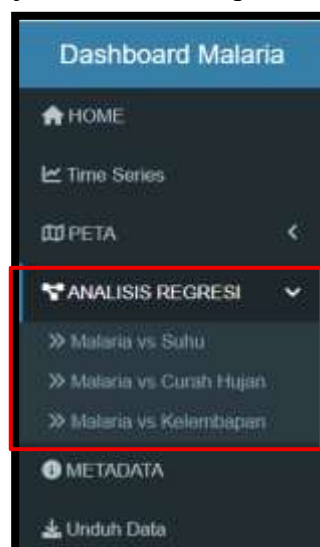 Dashboard Malaria
HOME
Time Series
PETA
ANALISIS REGRESI
Malaria vs Suhu
Malaria vs Curah Hujan
Malaria vs Kelembapan
METADATA
Unduh Data